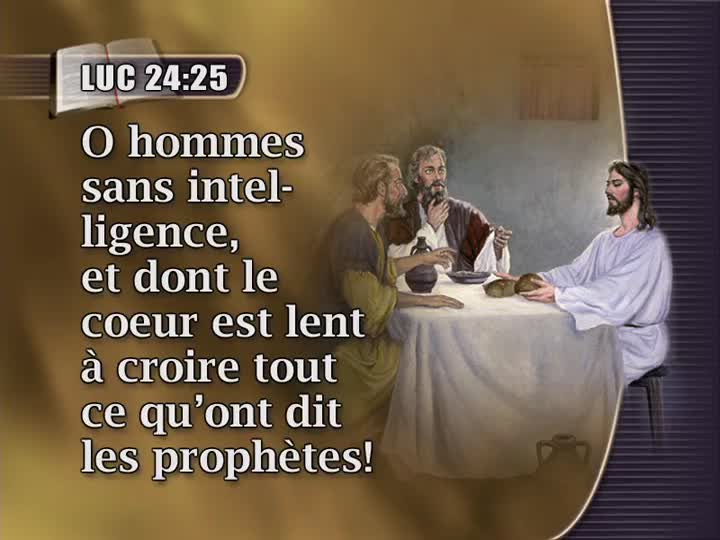 LUC 24:25
O hommes
sans intel-
ligence,
et dont le
coeur est lent
à croire tout
ce qu'ont dit
les prophètes!